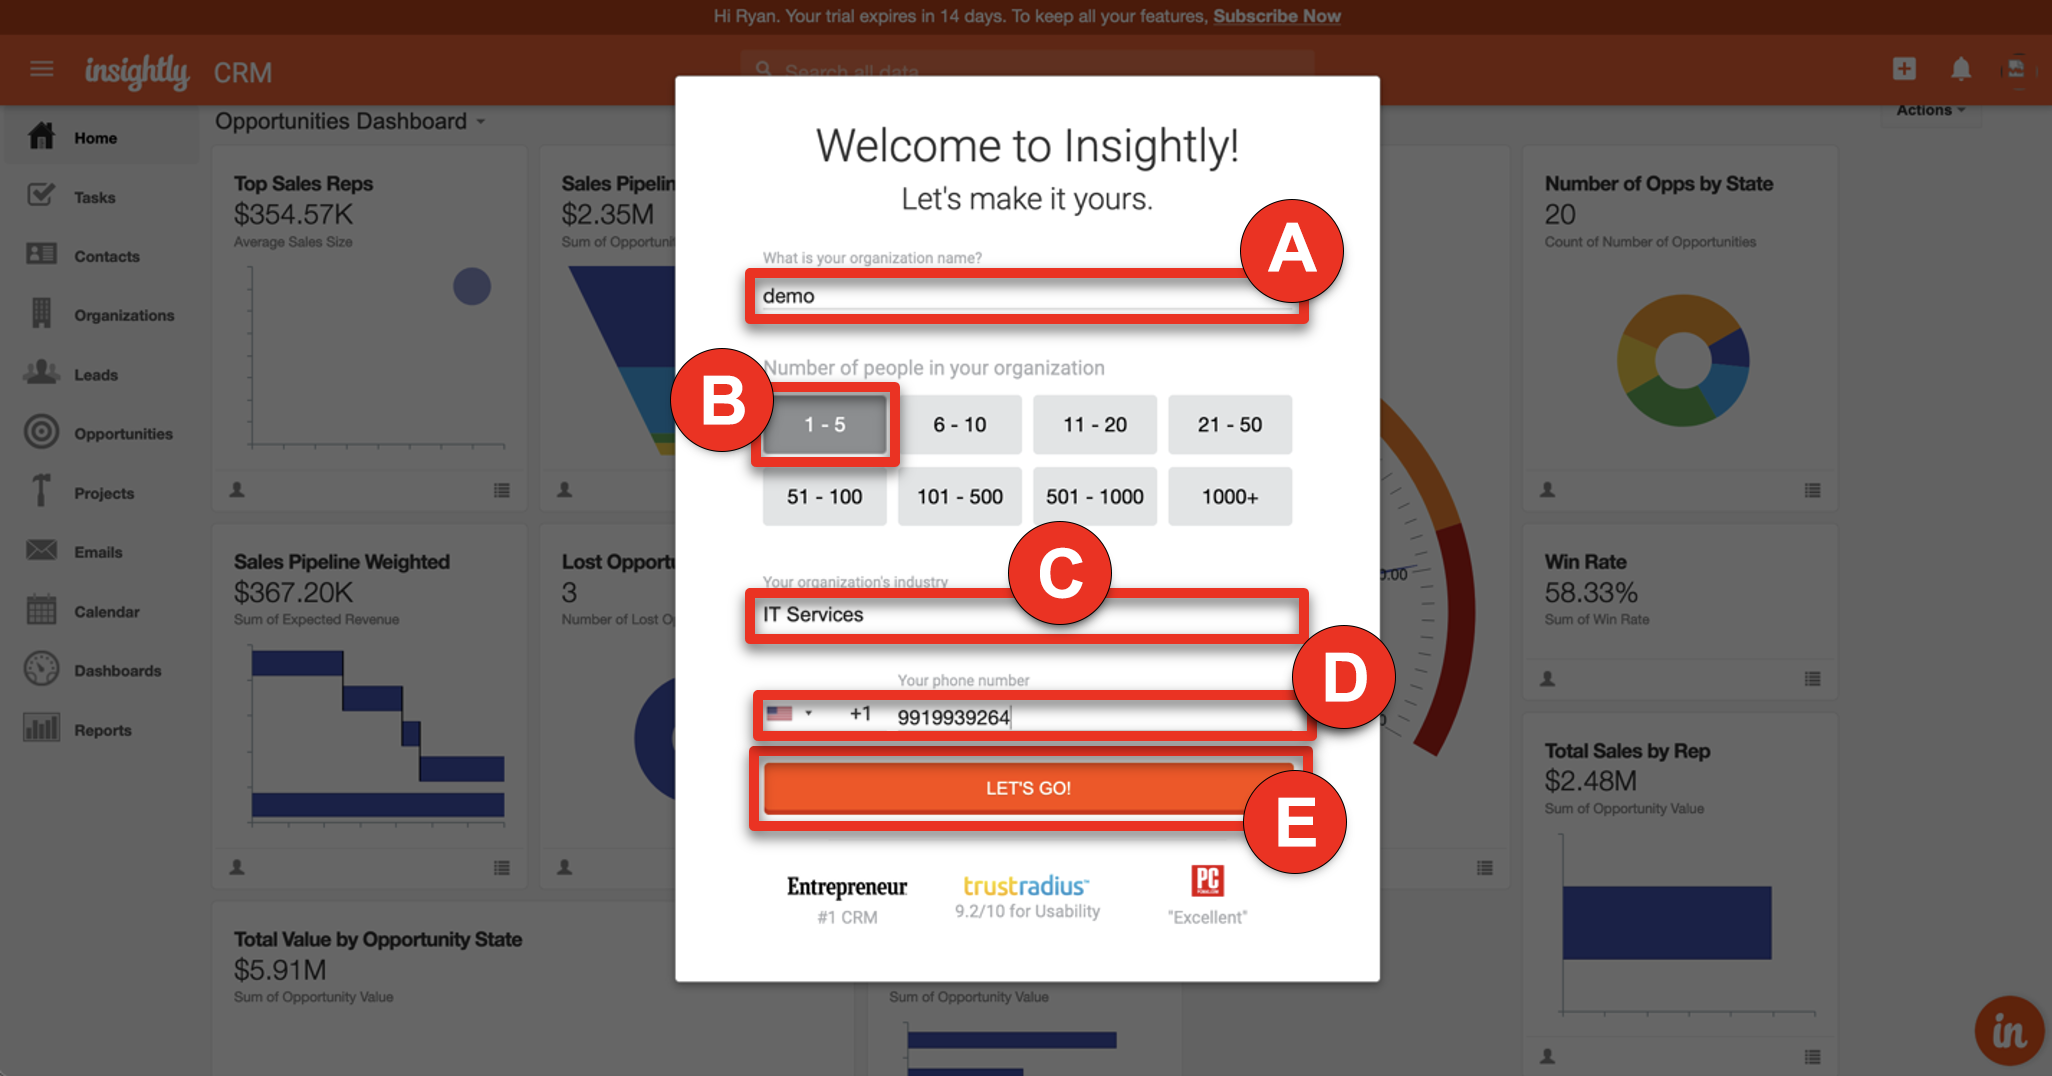 Hi Ryan. Your trial expires in 14 days. To keep all your features, Subscribe Now
insightly CRM
Search all data
Actions
Home
Tasks
Contacts
Organizations
Leads
Opportunities
Projects
Emails
Calendar
Dashboards
Reports
Opportunities Dashboard
Top Sales Reps
$354.57K
Average Sales Size
Sales Pipelin
$2.35M
Sum of Opportuni
Number of Opps by State
20
Count of Number of Opportunities
Sales Pipeline Weighted
$367.20K
Sum of Expected Revenue
Lost Opport
3
Number of Lost O
Win Rate
58.33%
Sum of Win Rate
Total Sales by Rep
$2.48M
Sum of Opportunity Value
Total Value by Opportunity State
$5.91M
Sum of Opportunity Value
Sum of Opportunity Value
Welcome to Insightly!
Let's make it yours.
What is your organization name?
A
demo
Number of people in your organization
B
1 - 5
6 - 10
11 - 20
21 - 50
51 - 100
101 - 500
501 - 1000
1000+
C
Your organization's industry
IT Services
D
Your phone number
+1 9919939264
LET'S GO!
E
Entrepreneur
#1 CRM
trustradius
9.2/10 for Usability
PC
"Excellent"
in